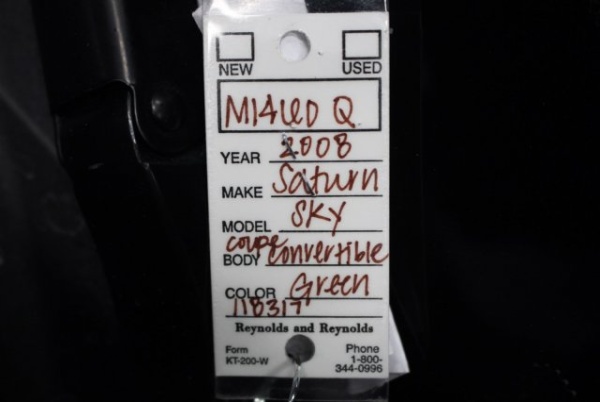 NEW USED
M14UD Q
YEAR 2008
MAKE Saturn
MODEL SKY
coupe
BODY convertible
COLOR Green
118317
Reynolds and Reynolds
Form Phone
KT-200-W 1-800-
344-0996